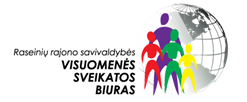 Raseinių rajono savivaldybės
VISUOMENĖS
SVEIKATOS
BIURAS